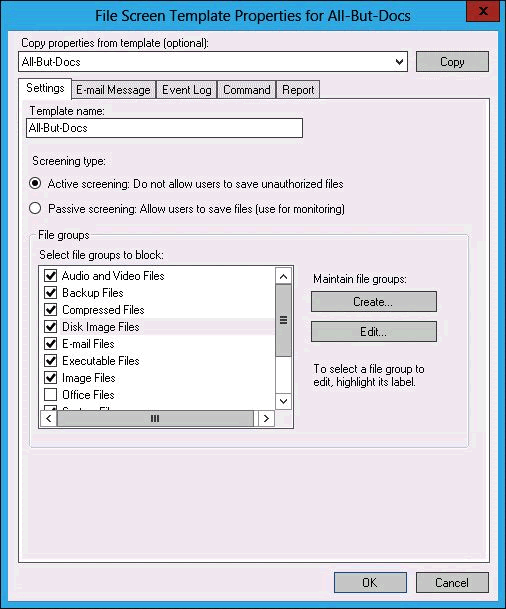 File Screen Template Properties for All-But-Docs
x
Copy properties from template (optional):
All-But-Docs
Copy
Settings E-mail Message Event Log Command Report
Template name:
All-But-Docs
Screening type:
Active screening: Do not allow users to save unauthorized files
Passive screening: Allow users to save files (use for monitoring)
File groups
Select file groups to block:
Audio and Video Files
Backup Files
Compressed Files
Disk Image Files
E-mail Files
Executable Files
Image Files
Office Files
Maintain file groups:
Create...
Edit...
To select a file group to
edit, highlight its label.
OK Cancel